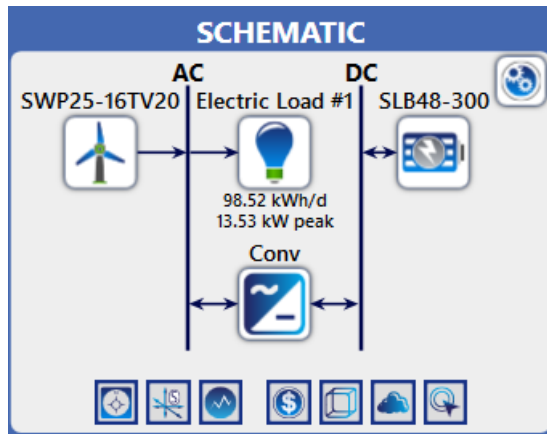 SCHEMATIC
AC DC
SWP25-16TV20 Electric Load #1 SLB48-300
98.52 kWh/d
13.53 kW peak
Conv